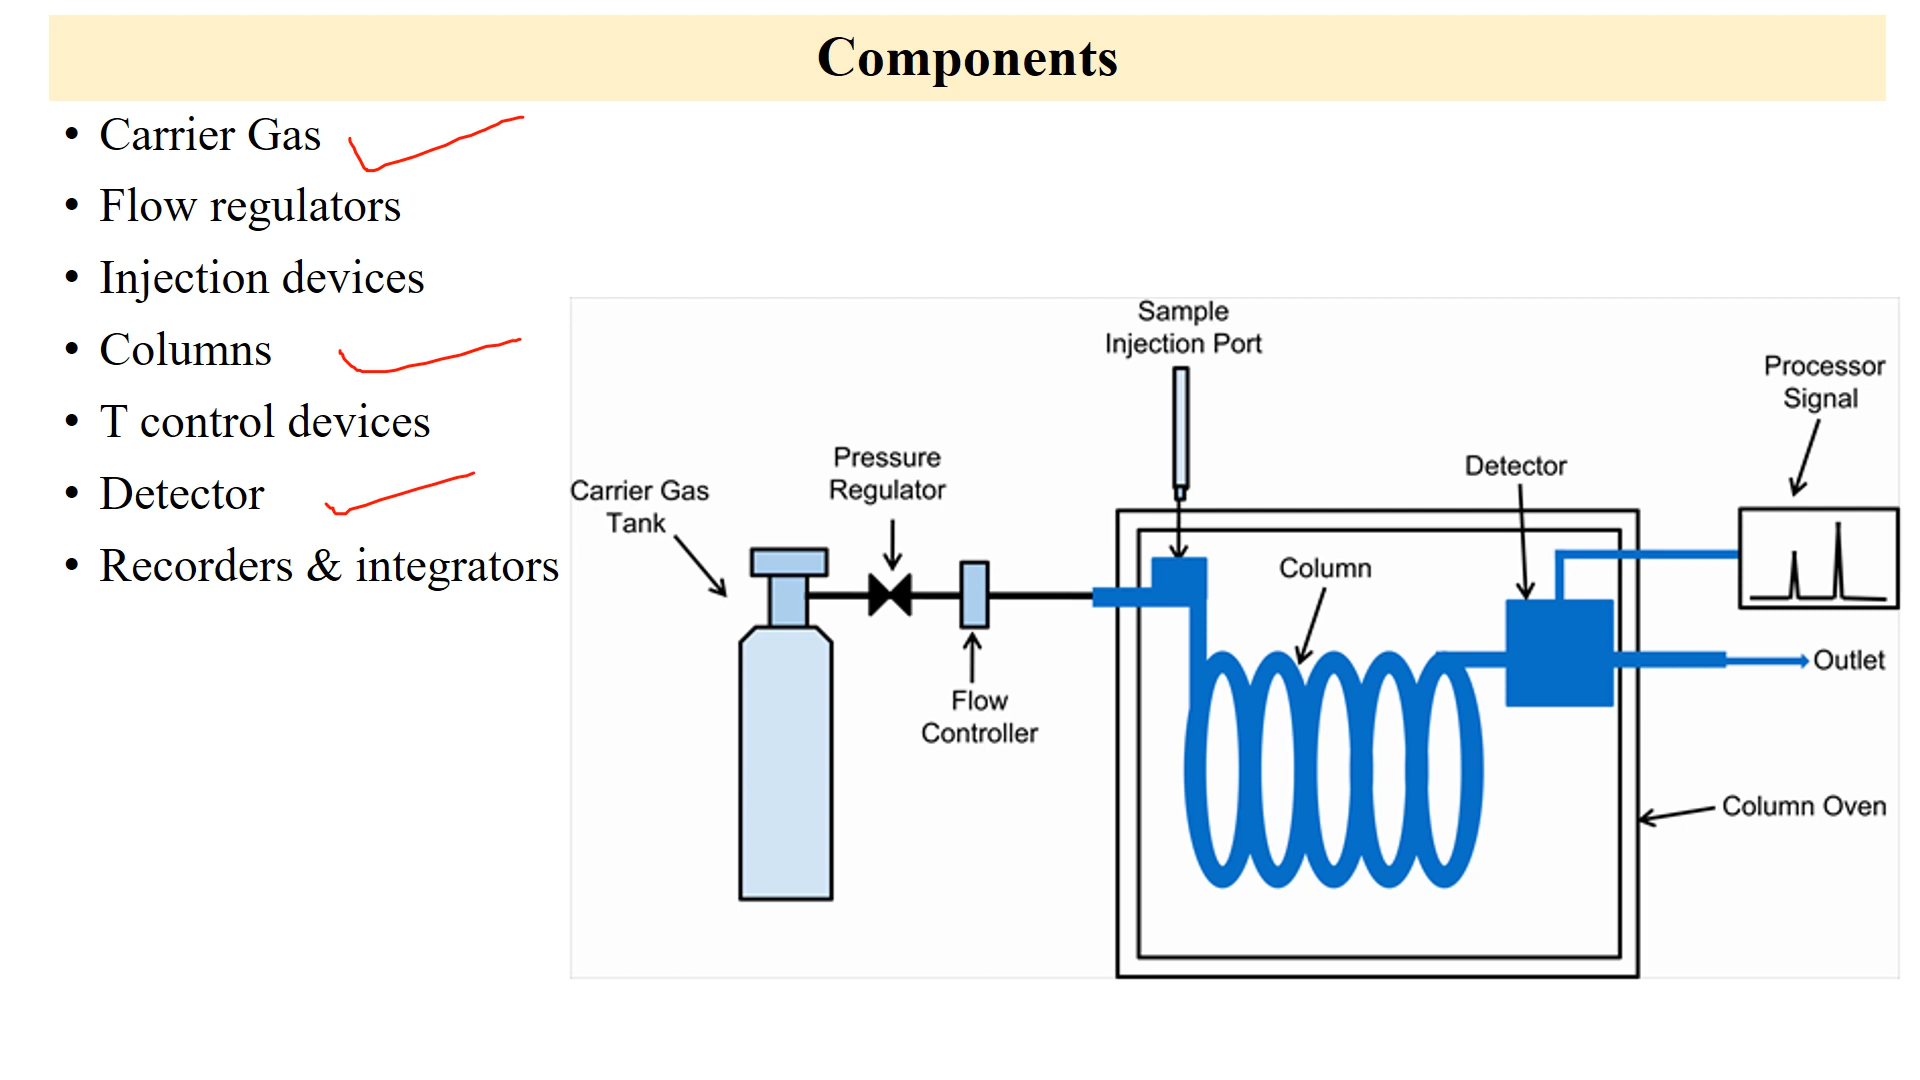 Components
• Carrier Gas
• Flow regulators
• Injection devices
• Columns
• T control devices
• Detector
• Recorders & integrators
Sample
Injection Port
Processor
Signal
Pressure
Regulator
Detector
Carrier Gas
Tank
Column
Outlet
Flow
Controller
Column Oven